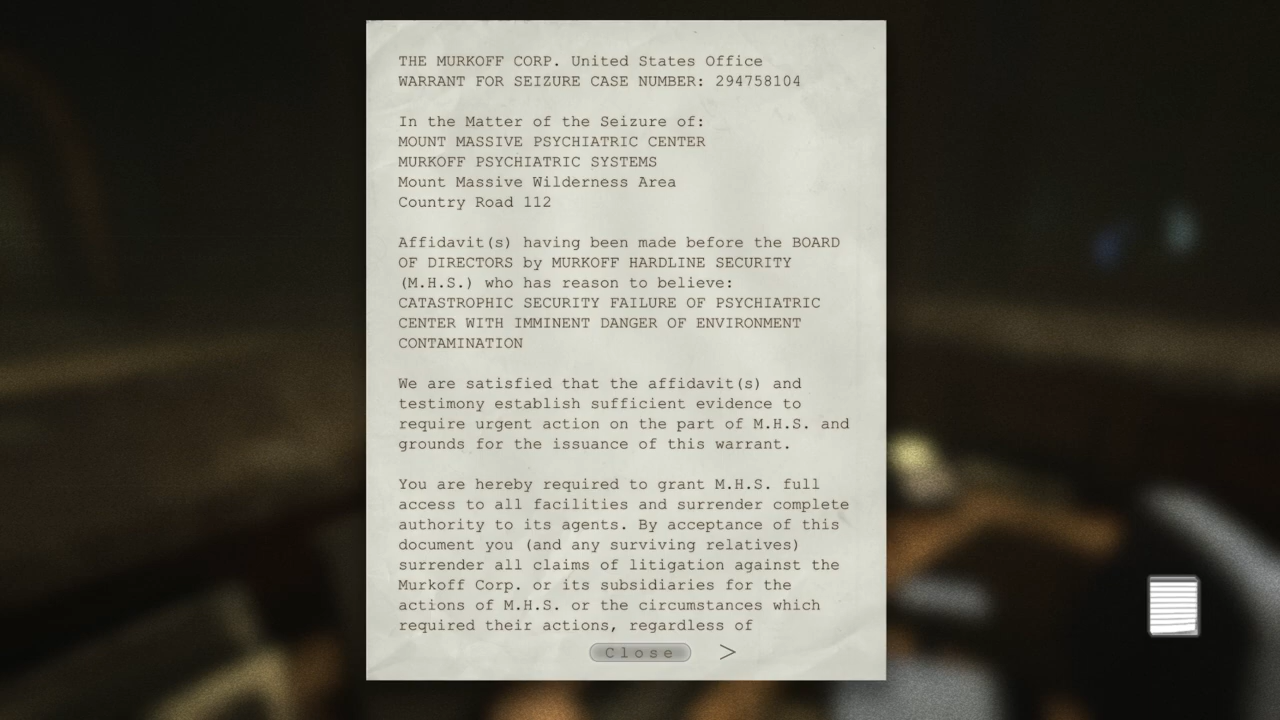 THE MURKOFF CORP. United States Office
WARRANT FOR SEIZURE CASE NUMBER: 294758104
In the Matter of the Seizure of:
MOUNT MASSIVE PSYCHIATRIC CENTER
MURKOFF PSYCHIATRIC SYSTEMS
Mount Massive Wilderness Area
Country Road 112
Affidavit(s) having been made before the BOARD
OF DIRECTORS by MURKOFF HARDLINE SECURITY
(M.H.S.) who has reason to believe:
CATASTROPHIC SECURITY FAILURE OF PSYCHIATRIC
CENTER WITH IMMINENT DANGER OF ENVIRONMENT
CONTAMINATION
We are satisfied that the affidavit(s) and
testimony establish sufficient evidence to
require urgent action on the part of M.H.S. and
grounds for the issuance of this warrant.
You are hereby required to grant M.H.S. full
access to all facilities and surrender complete
authority to its agents. By acceptance of this
document you (and any surviving relatives)
surrender all claims of litigation against the
Murkoff Corp. or its subsidiaries for the
actions of M.H.S. or the circumstances which
required their actions, regardless of
Close >